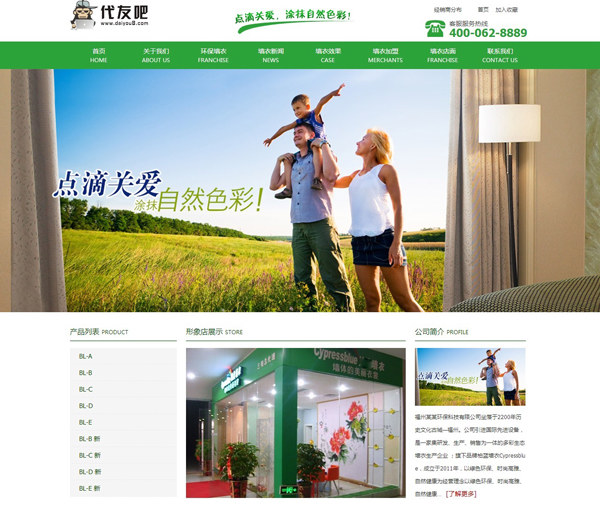 代友吧
www.daiyou8.com
点滴关爱，涂抹自然色彩！
经销商分布 首页 加入收藏
客服服务热线
400-062-8889
首页 关于我们 环保墙衣 墙衣新闻 墙衣效果 墙衣加盟 墙衣店面 联系我们
HOME ABOUT US FRANCHISE NEWS CASE MERCHANTS FRANCHISE CONTACT US
点滴关爱
涂抹自然色彩！
产品列表 PRODUCT
BL-A
BL-B
BL-C
BL-D
BL-E
BL-B 新
BL-C 新
BL-D 新
BL-E 新
形象店展示 STORE
Cypressblue 衣
墙体的美丽衣裳
公司简介 PROFILE
点滴关爱
涂抹自然色彩！
福州某某环保科技有限公司坐落于2200年历
史文化古城—福州。公司引进国际先进设备，
是一家集研发、生产、销售为一体的多彩生态
墙衣生产企业；旗下品牌柏蓝墙衣Cypressblu
e，成立于2011年，以绿色环保、时尚高雅、
自然健康为经营理念以绿色环保、时尚高雅、
自然健康... [了解更多]